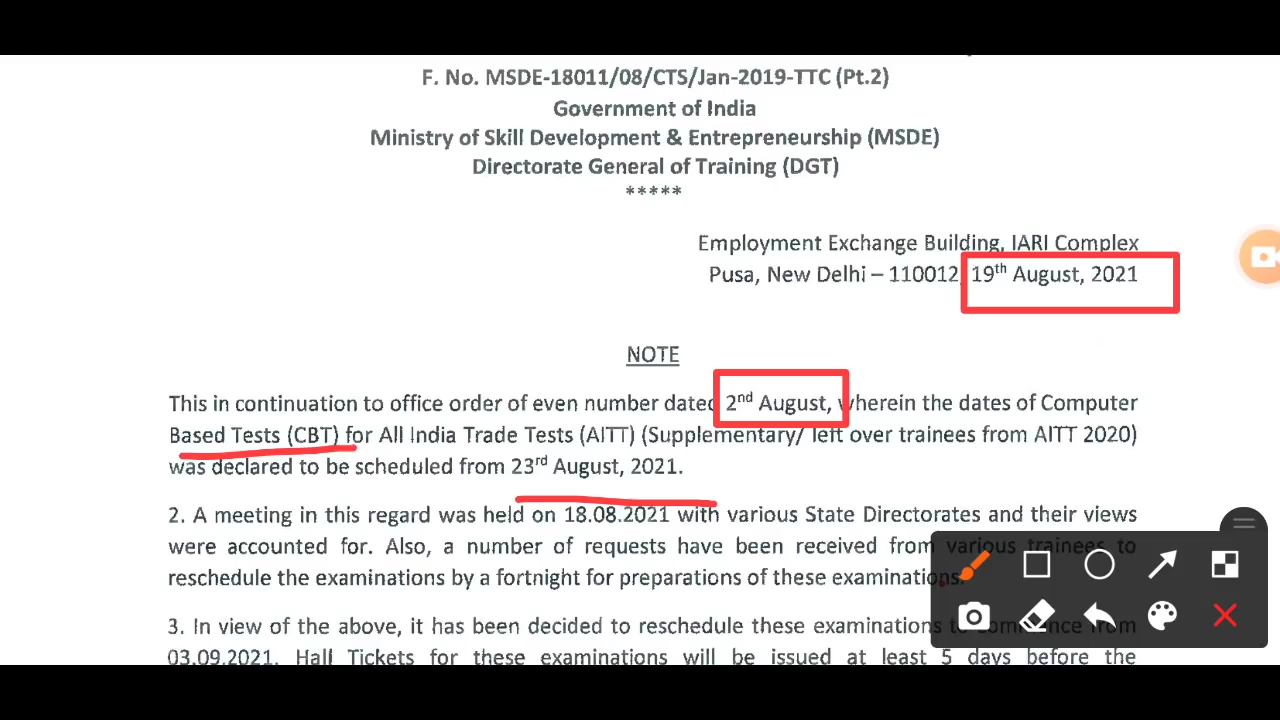 F. No. MSDE-18011/08/CTS/Jan-2019-TTC (Pt.2)
Government of India
Ministry of Skill Development & Entrepreneurship (MSDE)
Directorate General of Training (DGT)
*****
Employment Exchange Building, IARI Complex
Pusa, New Delhi – 110012, 19th August, 2021
NOTE
This in continuation to office order of even number dated 2nd August, wherein the dates of Computer
Based Tests (CBT) for All India Trade Tests (AITT) (Supplementary/ left over trainees from AITT 2020)
was declared to be scheduled from 23rd August, 2021.
2. A meeting in this regard was held on 18.08.2021 with various State Directorates and their views
were accounted for. Also, a number of requests have been received from various trainees to
reschedule the examinations by a fortnight for preparations of these examinations.
3. In view of the above, it has been decided to reschedule these examinations to commence from
03.09.2021. Hall Tickets for these examinations will be issued at least 5 days before the